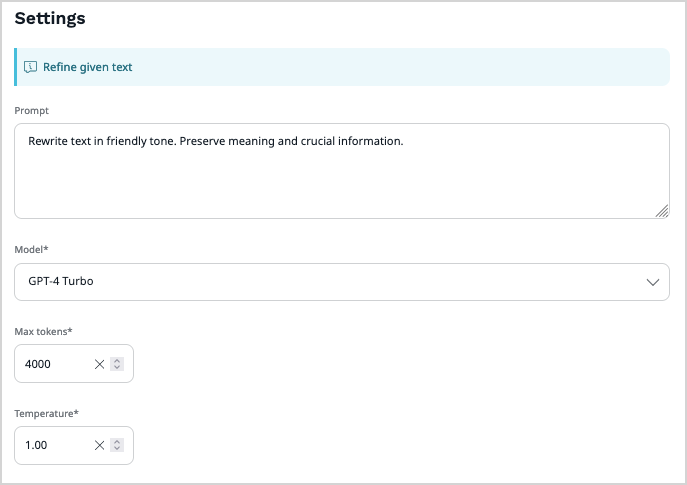 Settings
Refine given text
Prompt
Rewrite text in friendly tone. Preserve meaning and crucial information.
Model*
GPT-4 Turbo
Max tokens*
4000
Temperature*
1.00